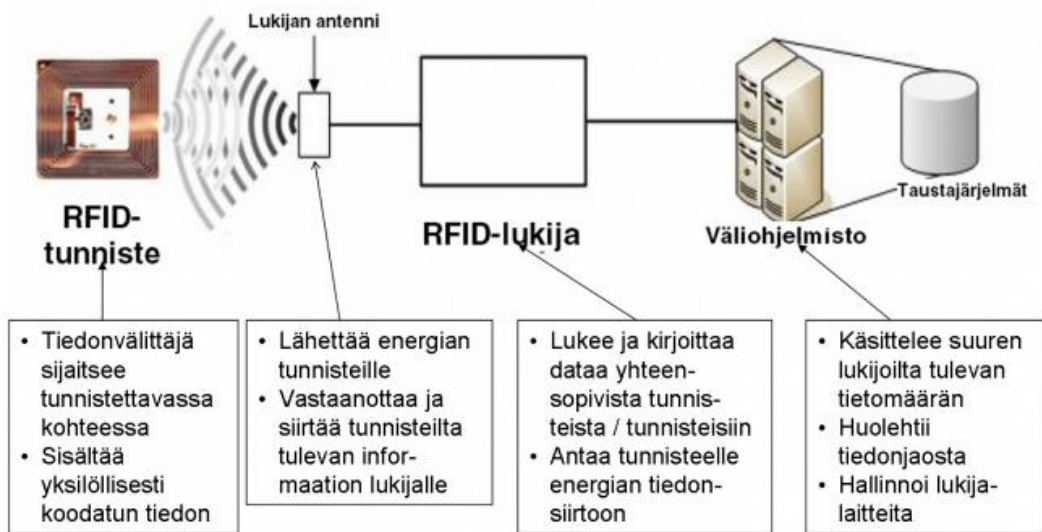 Lukijan antenni
Taustajärjelmät
RFID-
tunniste
RFID-lukija
Väliohjelmisto
• Tiedonvälittäjä
sijaitsee
tunnistettavassa
kohteessa
• Sisältää
yksilöllisesti
koodatun tiedon
• Lähettää energian
tunnisteille
• Vastaanottaa ja
siirtää tunnisteilta
tulevan infor-
maation lukijalle
• Lukee ja kirjoittaa
dataa yhteen-
sopivista tunnis-
teista / tunnisteisiin
• Antaa tunnisteelle
energian tiedon-
siirtoon
• Käsittelee suuren
lukijoilta tulevan
tietomäärän
• Huolehtii
tiedonjaosta
• Hallinnoi lukija-
laitteita